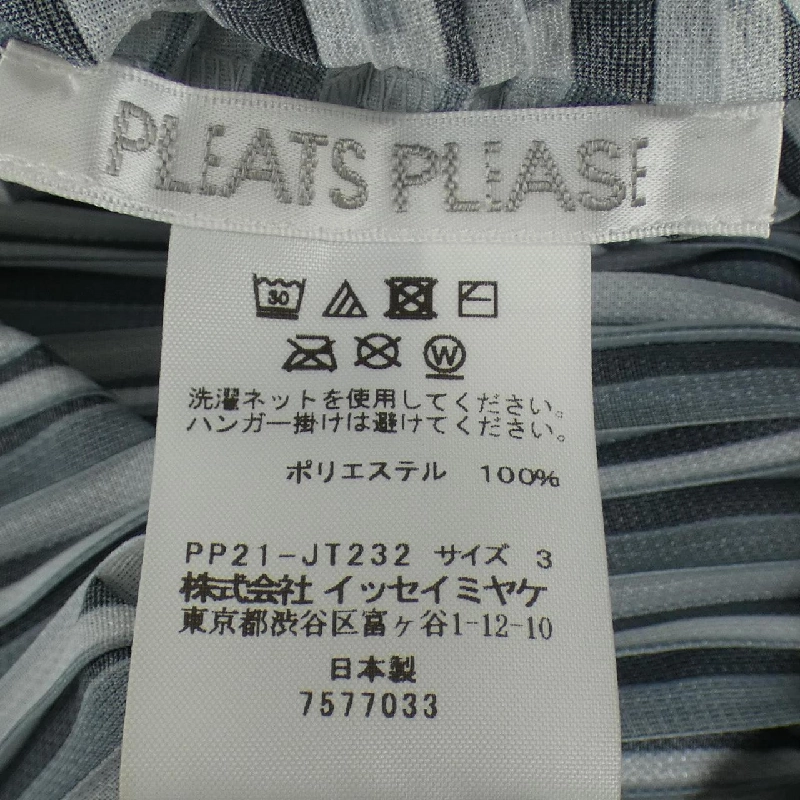 PLEATS PLEASE
30
W
洗濯ネットを使用してください。
ハンガー掛けは避けてください。
ポリエステル 100%
PP21-JT232 サイズ 3
株式会社 イッセイミヤケ
東京都渋谷区富ヶ谷1-12-10
日本製
7577033